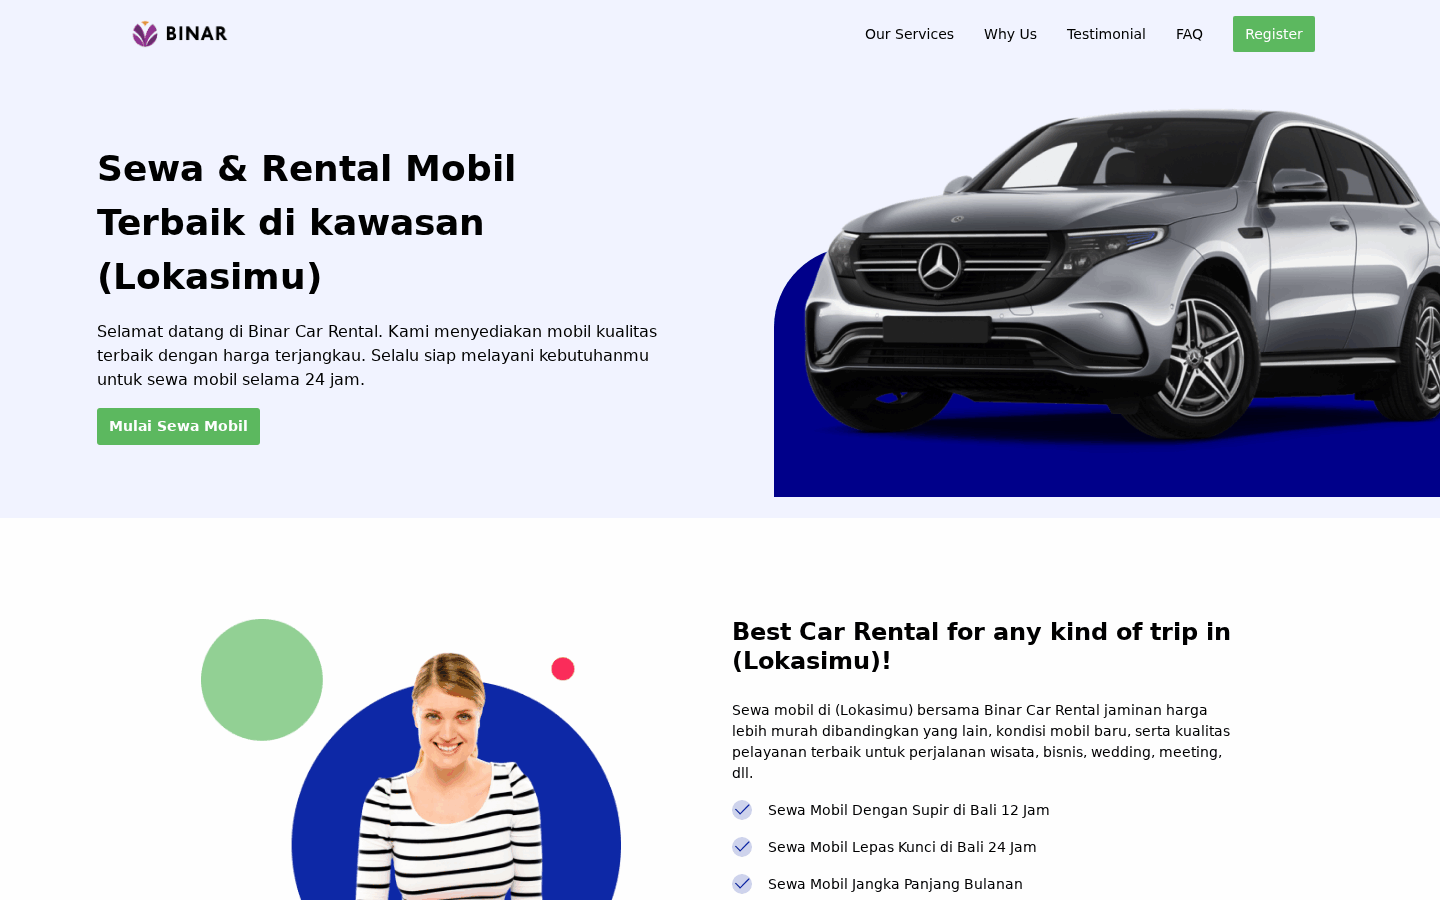 BINAR
Our Services
Why Us
Testimonial
FAQ
Register
Sewa & Rental Mobil
Terbaik di kawasan
(Lokasimu)
Selamat datang di Binar Car Rental. Kami menyediakan mobil kualitas
terbaik dengan harga terjangkau. Selalu siap melayani kebutuhanmu
untuk sewa mobil selama 24 jam.
Mulai Sewa Mobil
Best Car Rental for any kind of trip in
(Lokasimu)!
Sewa mobil di (Lokasimu) bersama Binar Car Rental jaminan harga
lebih murah dibandingkan yang lain, kondisi mobil baru, serta kualitas
pelayanan terbaik untuk perjalanan wisata, bisnis, wedding, meeting,
dll.
Sewa Mobil Dengan Supir di Bali 12 Jam
Sewa Mobil Lepas Kunci di Bali 24 Jam
Sewa Mobil Jangka Panjang Bulanan